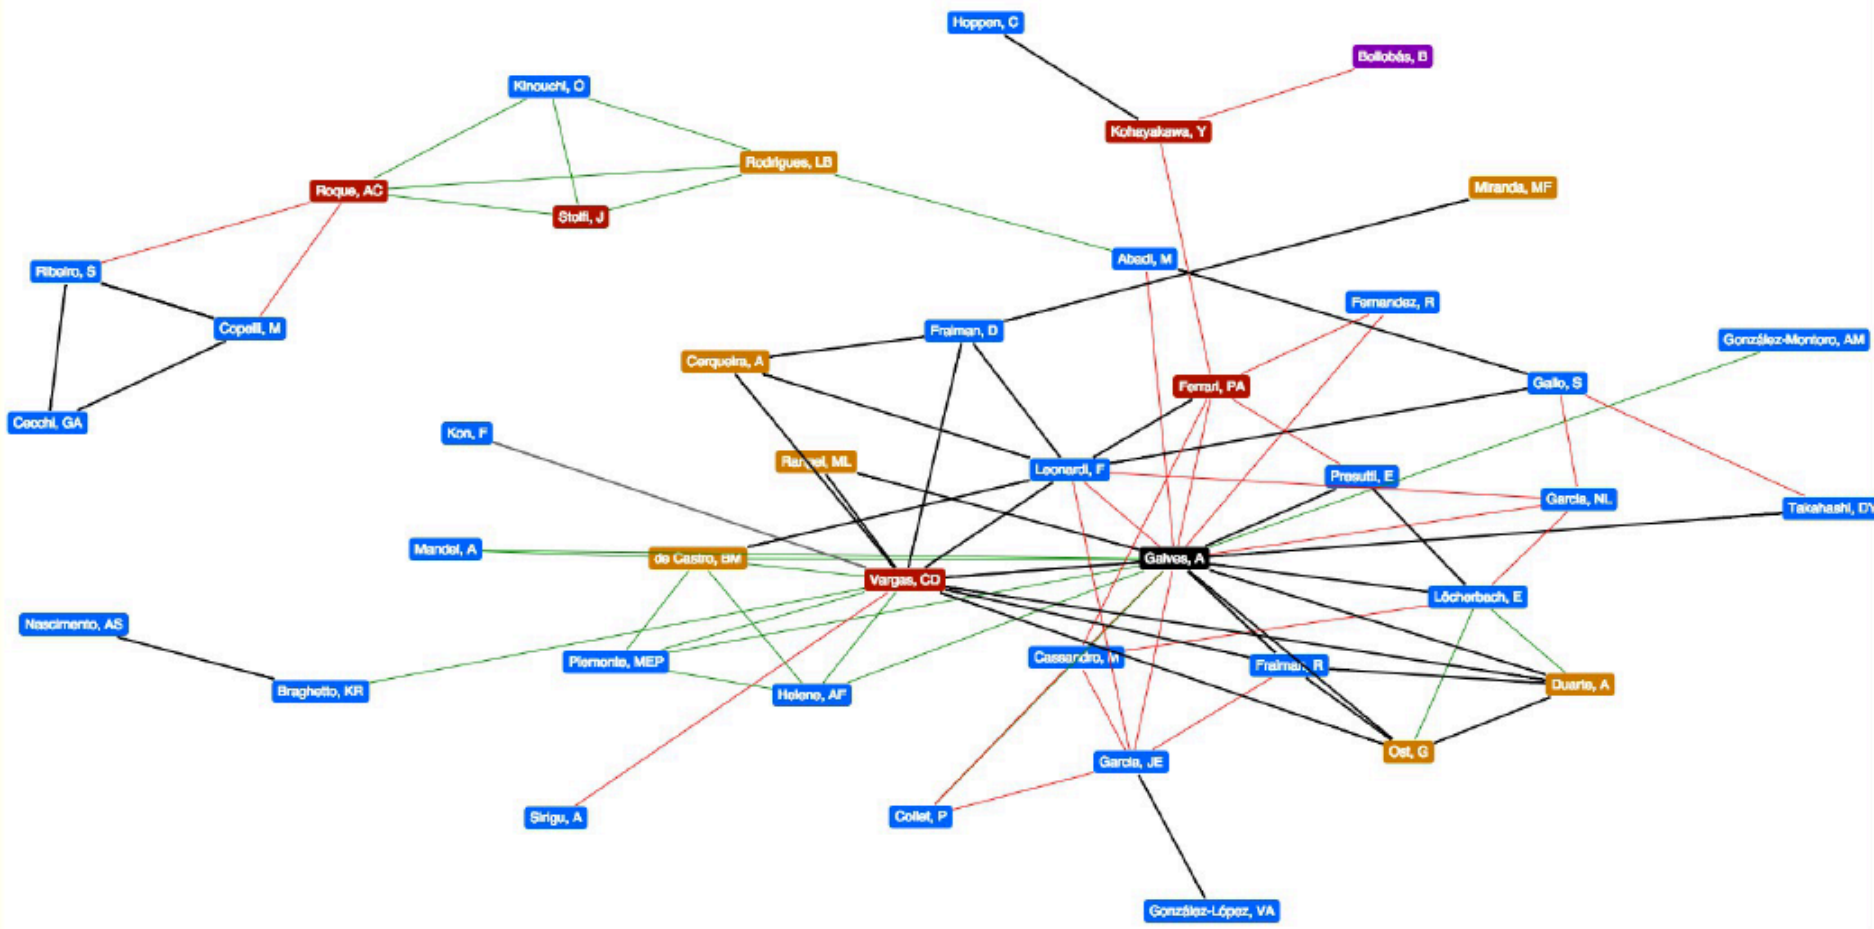 Hoppen, C
Bollobás, B
Kinouchi, O
Kohayakawa, Y
Rodrigues, LB
Roque, AC
Stolfi, J
Miranda, MF
Abadi, M
Ribeiro, S
Copelli, M
Fernandez, R
Fraiman, D
González-Montoro, AM
Cerqueira, A
Ferrari, PA
Gallo, S
Cecchi, GA
Kon, F
Rangel, ML
Leonardi, F
Presutti, E
Garcia, NL
Takahashi, DY
Mandel, A
de Castro, BM
Galves, A
Vargas, CD
Löcherbach, E
Nascimento, AS
Piemonte, MEP
Cassandro, M
Fraiman, R
Duarte, A
Braghetto, KR
Helene, AF
Ost, G
Garcia, JE
Sirigu, A
Collet, P
González-López, VA